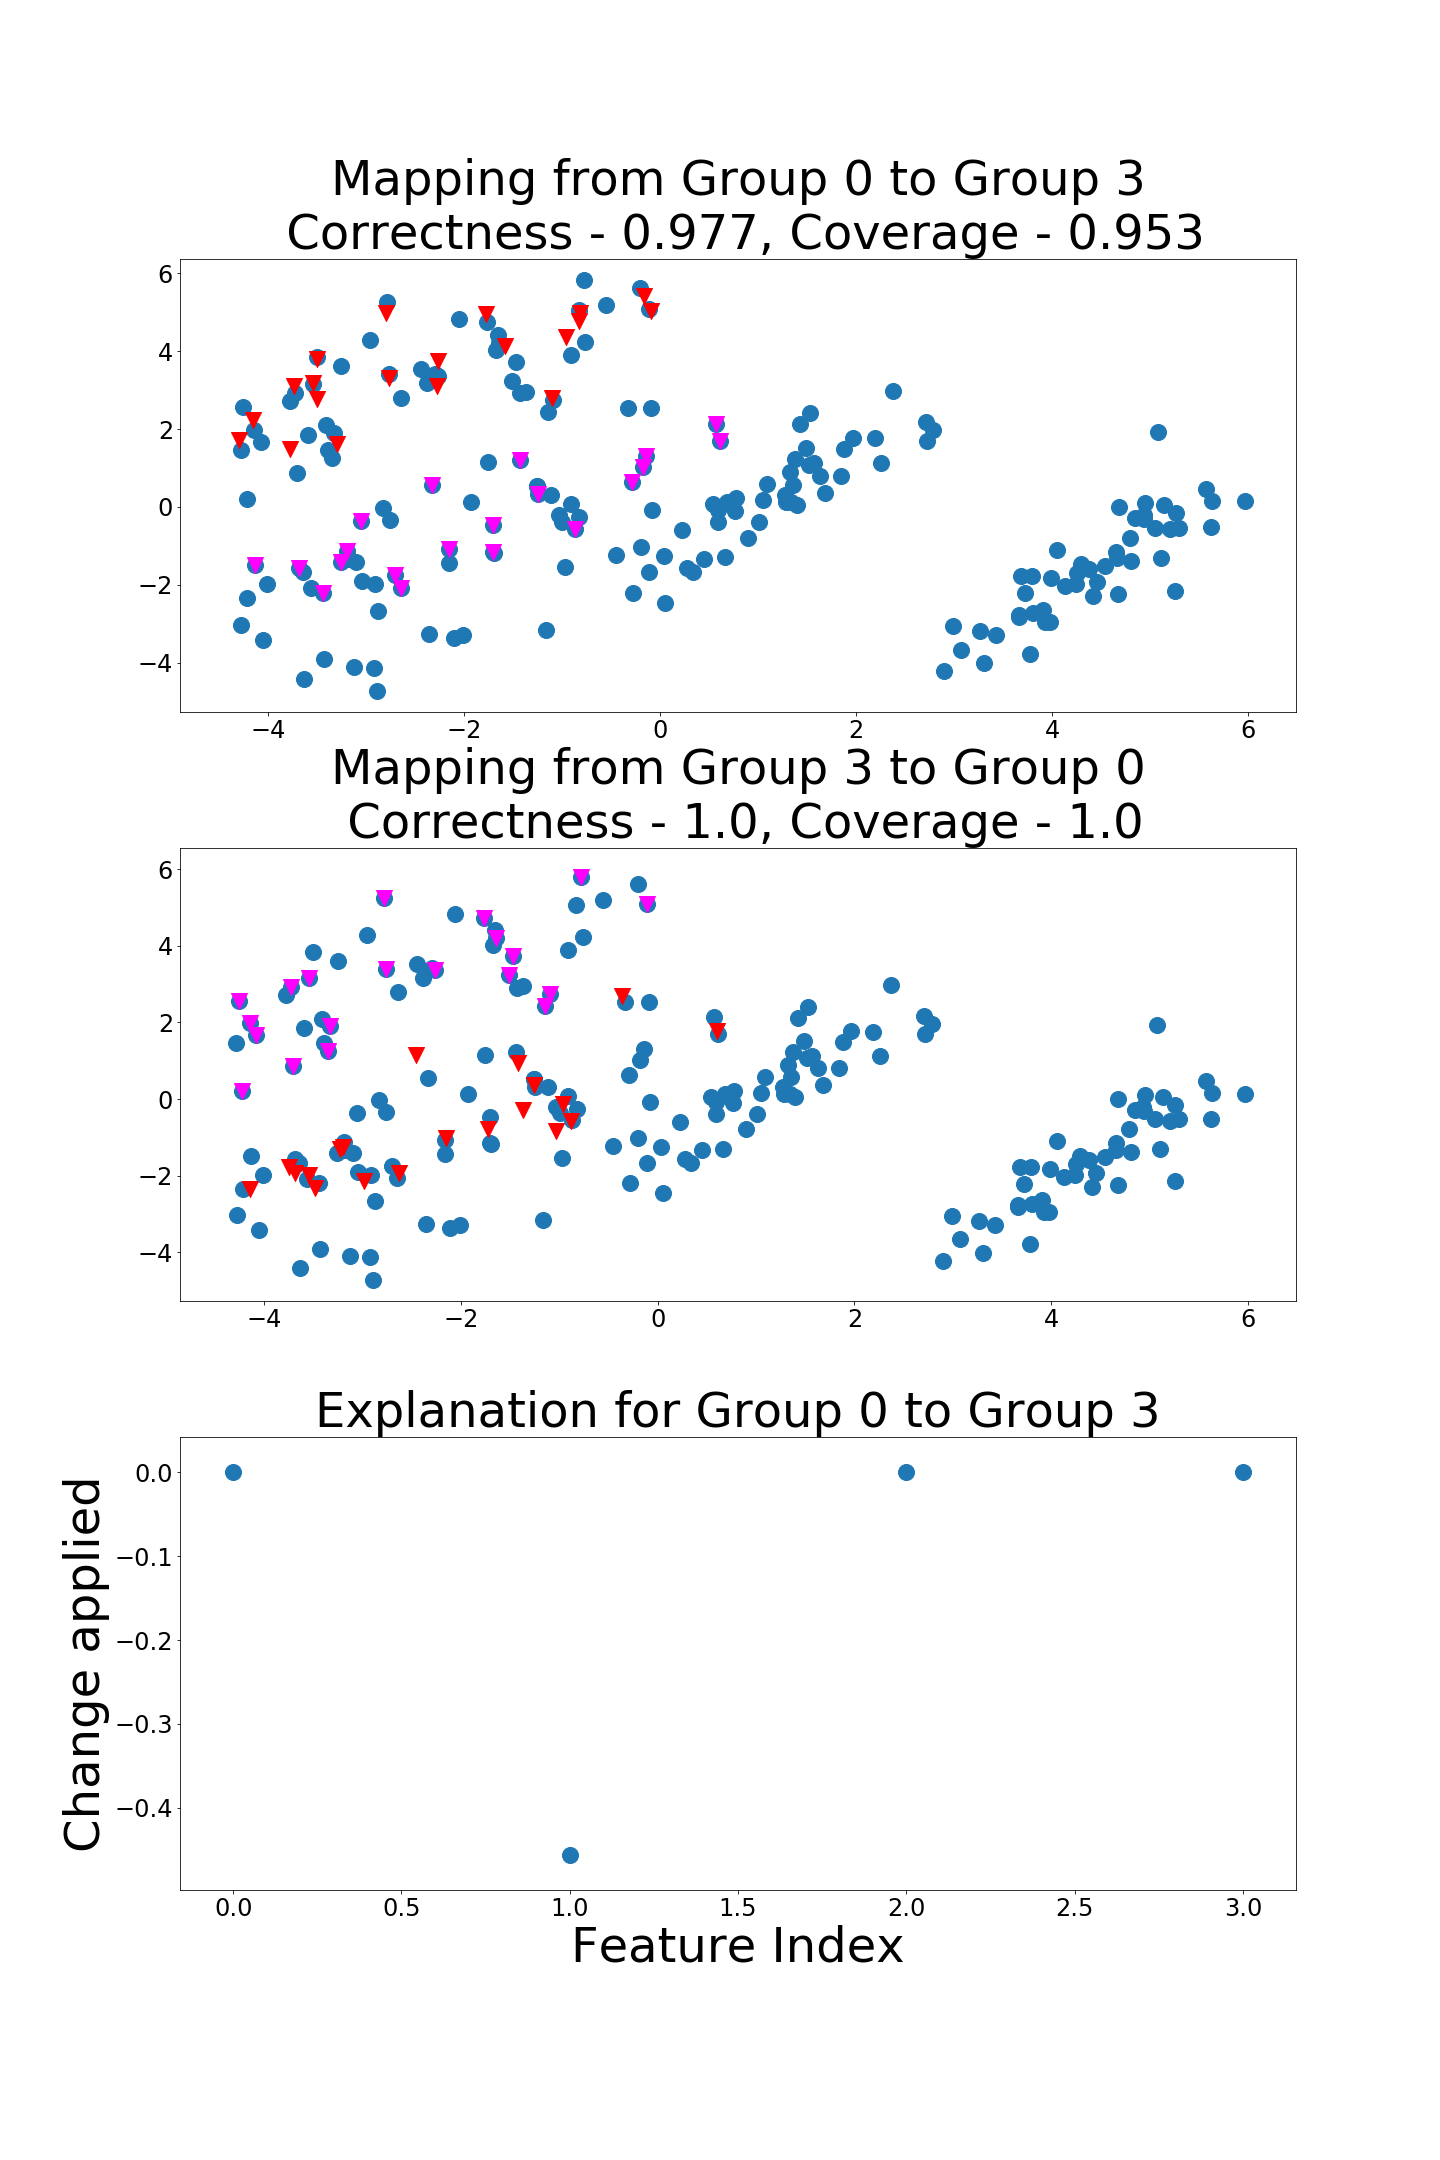 Mapping from Group 0 to Group 3
Correctness - 0.977, Coverage - 0.953
6
4
2
0
−2
−4
−4 −2 0 2 4 6
Mapping from Group 3 to Group 0
Correctness - 1.0, Coverage - 1.0
6
4
2
0
−2
−4
−4 −2 0 2 4 6
Explanation for Group 0 to Group 3
Change applied
0.0
−0.1
−0.2
−0.3
−0.4
0.0 0.5 1.0 1.5 2.0 2.5 3.0
Feature Index